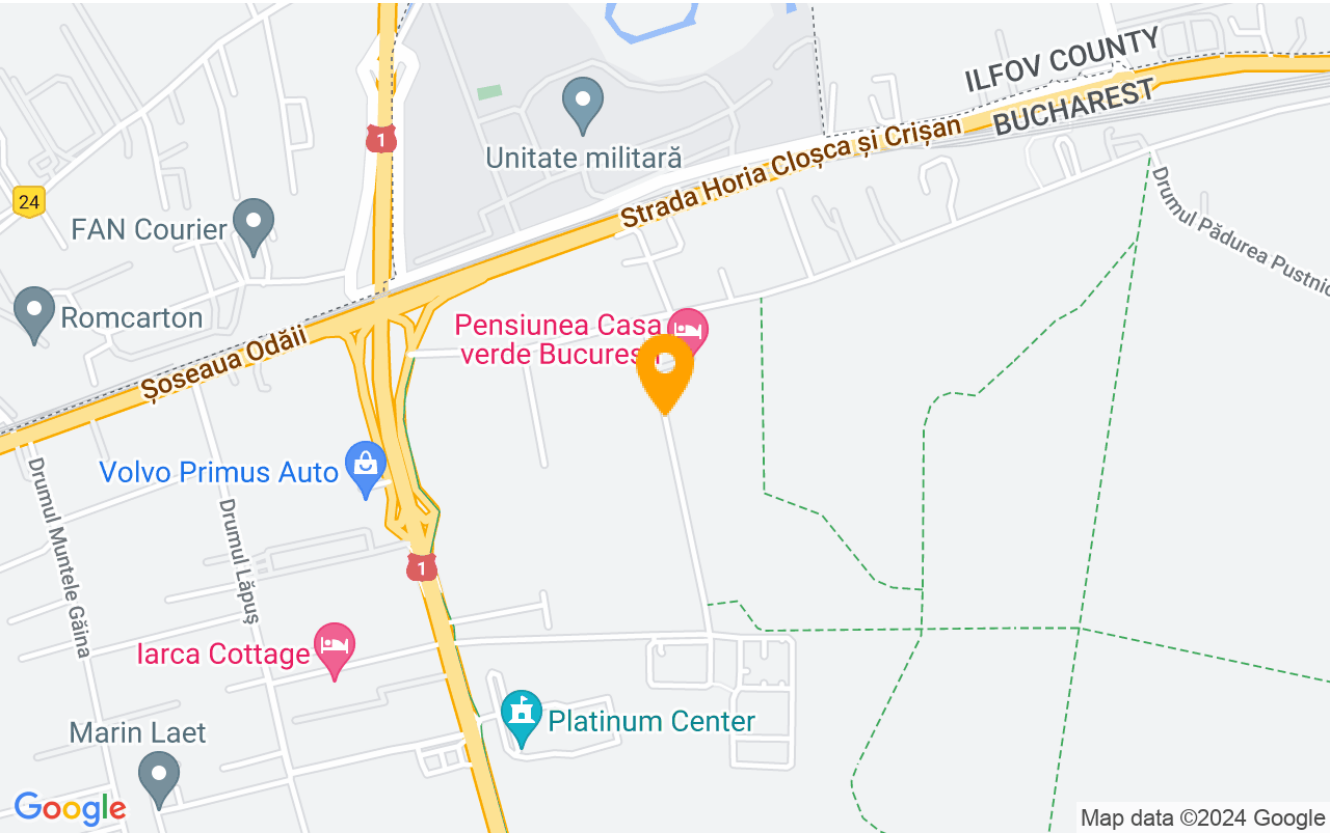 ILFOV COUNTY
BUCHAREST
1
Unitate militară
Strada Horia Cloșca și Crișan
24
FAN Courier
Drumul Pădurea Pustnic
Romcarton
Pensiunea Casa
verde
Șoseaua Odăii
Volvo Primus Auto
Drumul Muntele Găina
Drumul Lăpuș
1
Iarca Cottage
Platinum Center
Marin Laet
Google
Map data ©2024 Google